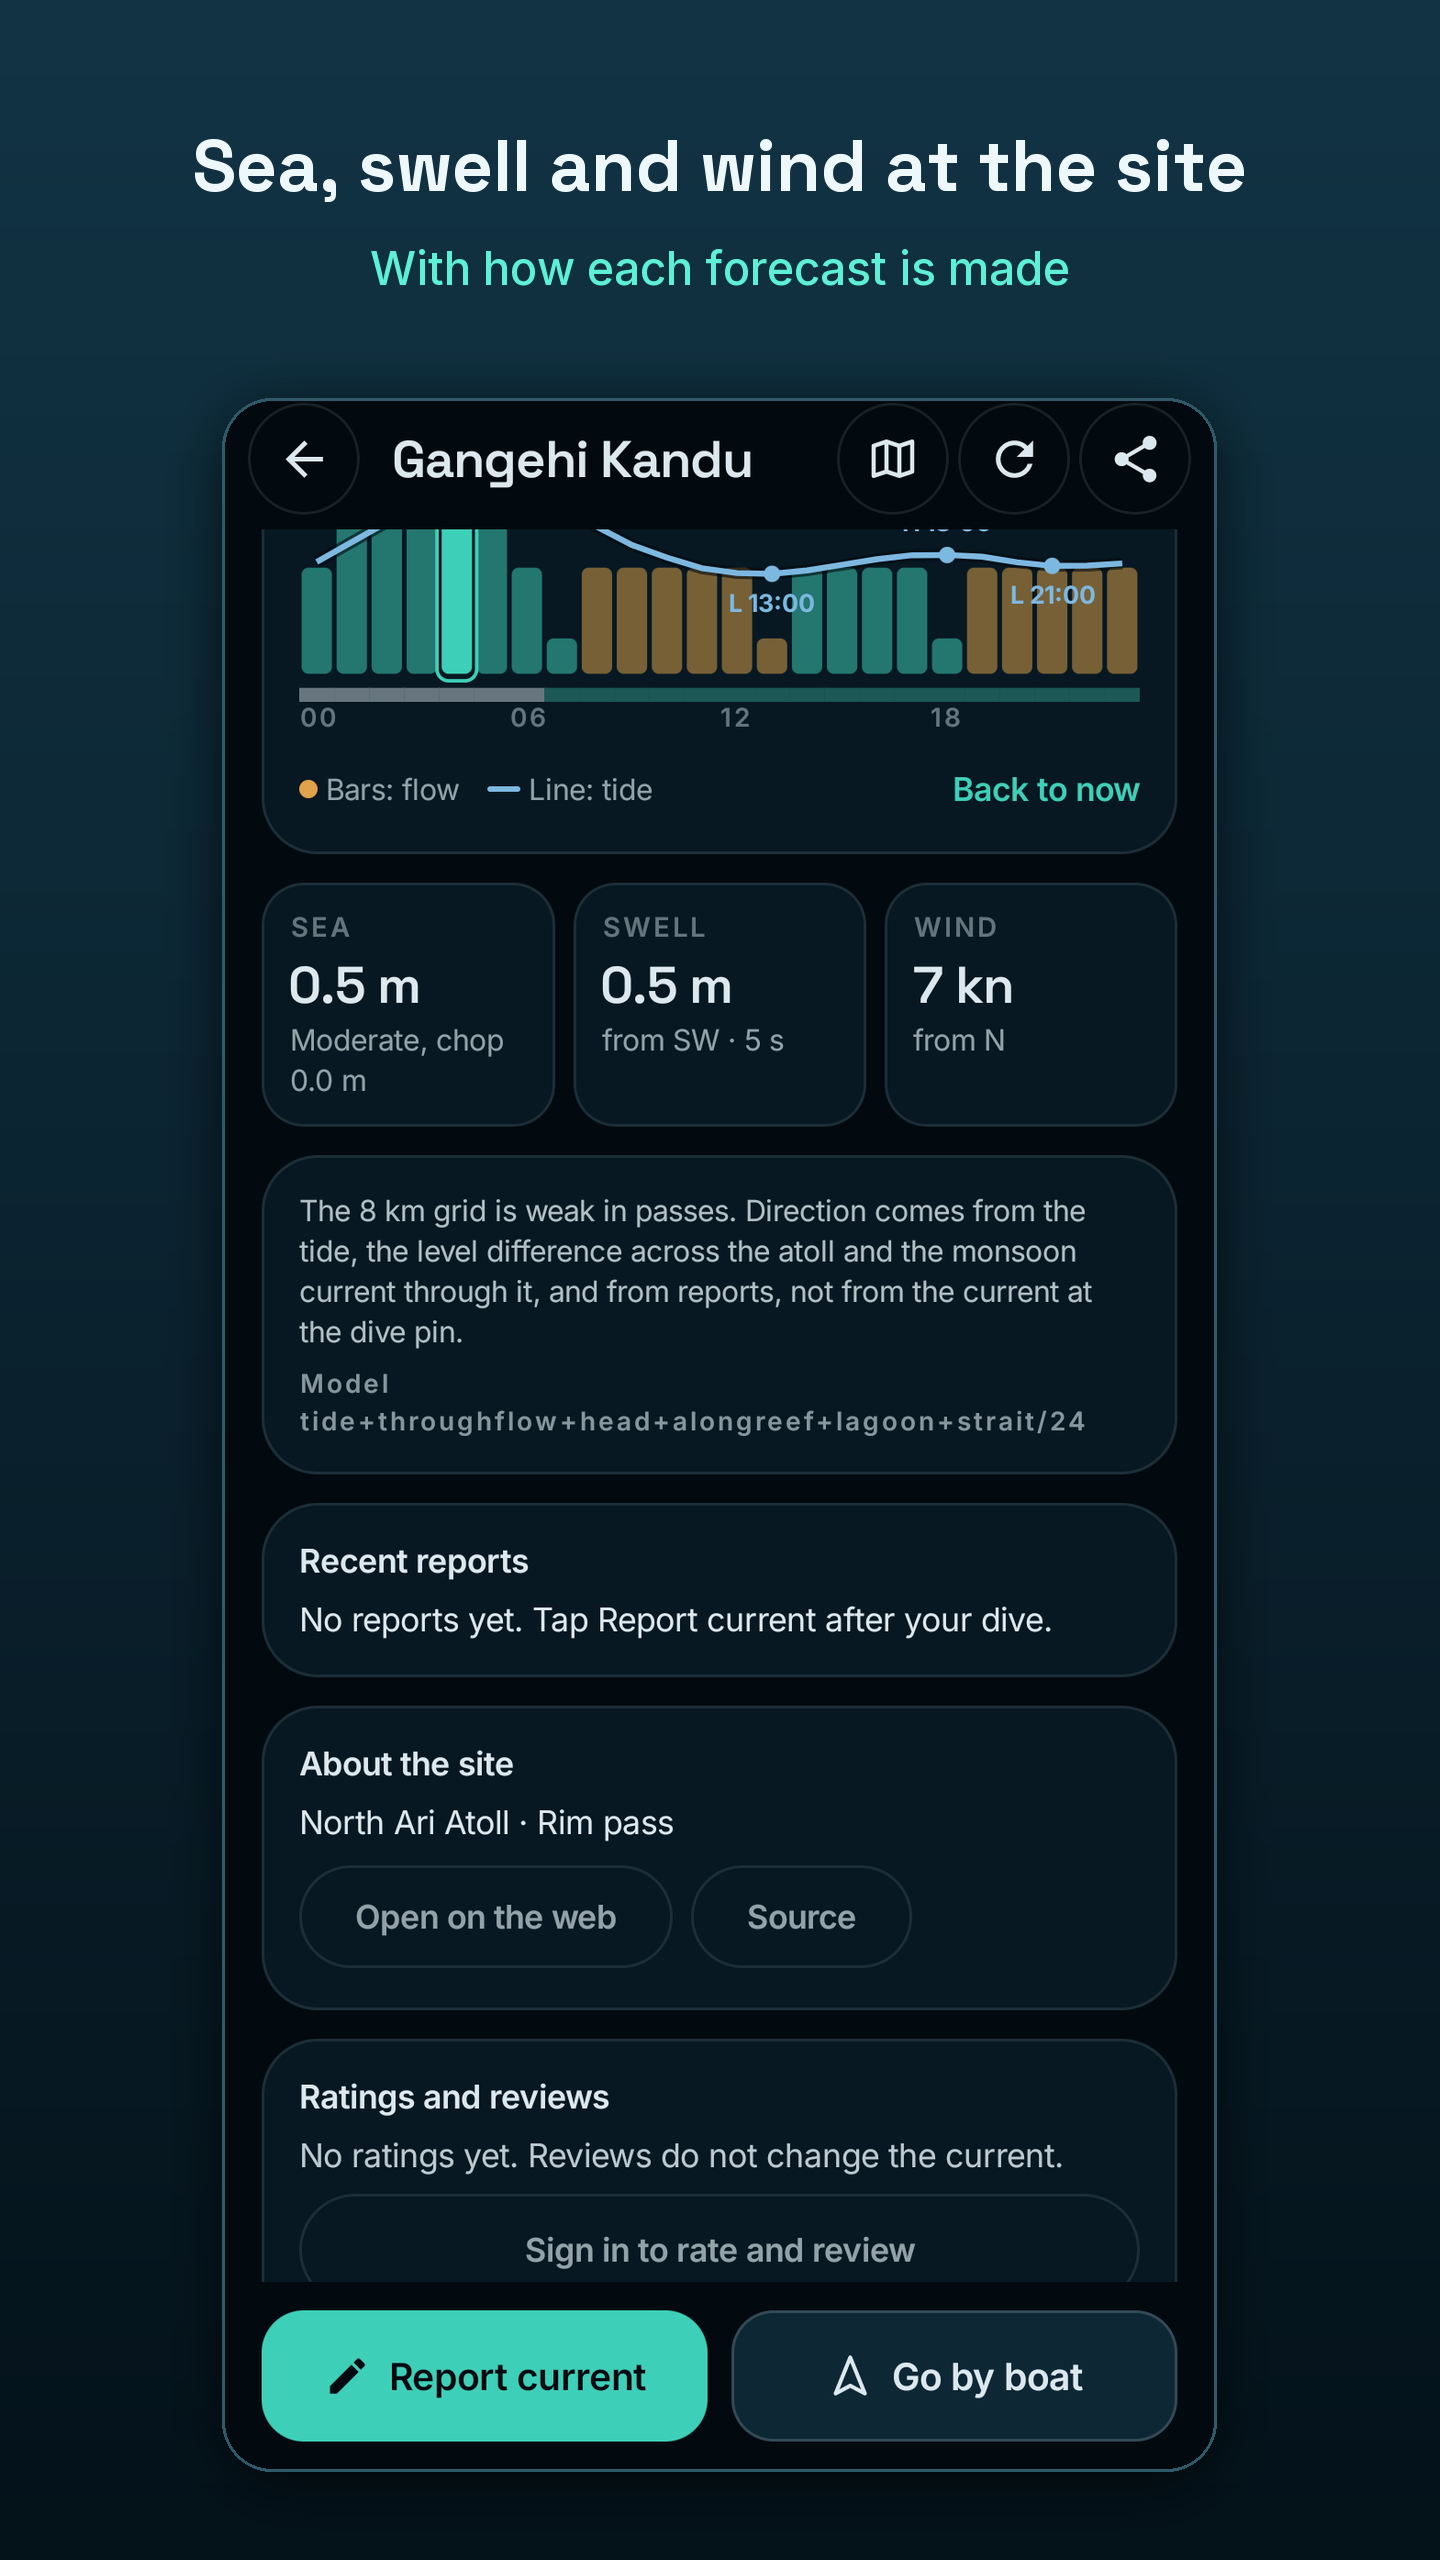 Sea, swell and wind at the site
With how each forecast is made
Gangehi Kandu
L 13:00
L 21:00
00 06 12 18
Bars: flow Line: tide Back to now
SEA
0.5 m
Moderate, chop
0.0 m
SWELL
0.5 m
from SW · 5 s
WIND
7 kn
from N
The 8 km grid is weak in passes. Direction comes from the
tide, the level difference across the atoll and the monsoon
current through it, and from reports, not from the current at
the dive pin.
Model
tide+throughflow+head+alongreef+lagoon+strait/24
Recent reports
No reports yet. Tap Report current after your dive.
About the site
North Ari Atoll · Rim pass
Open on the web Source
Ratings and reviews
No ratings yet. Reviews do not change the current.
Sign in to rate and review
Report current Go by boat